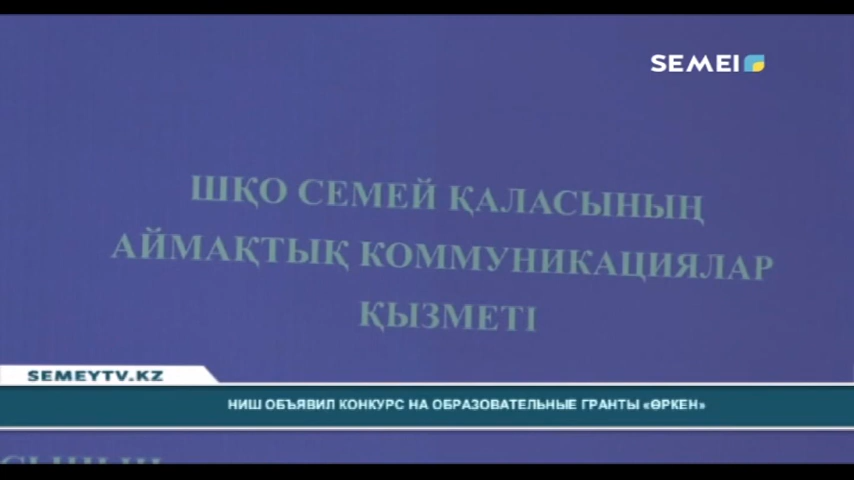 SEMEI
ШҚО СЕМЕЙ ҚАЛАСЫНЫҢ
АЙМАҚТЫҚ КОММУНИКАЦИЯЛАР
ҚЫЗМЕТІ
SEMEYTV.KZ
НИШ ОБЪЯВИЛ КОНКУРС НА ОБРАЗОВАТЕЛЬНЫЕ ГРАНТЫ «ӨРКЕН»